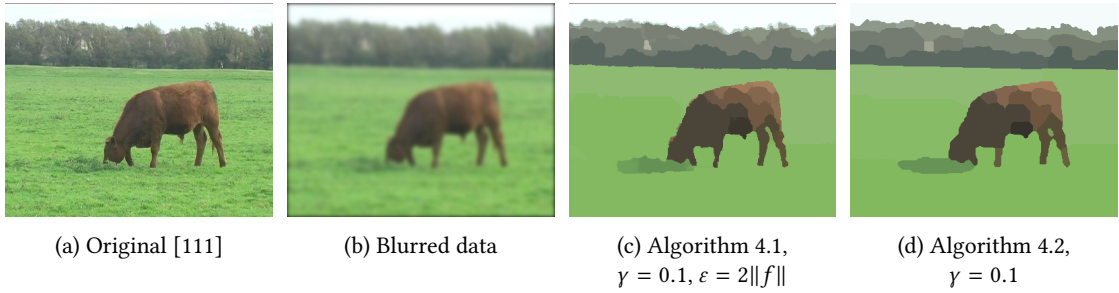 (a) Original [111]
(b) Blurred data
(c) Algorithm 4.1,
γ = 0.1, ε = 2||f||
(d) Algorithm 4.2,
γ = 0.1